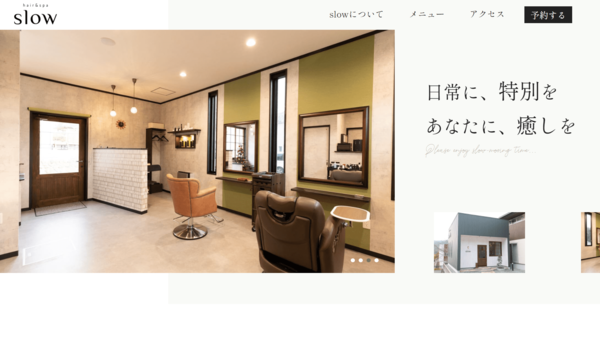 hair&spa
slow
slowについて
メニュー
アクセス
予約する
日常に、特別を
あなたに、癒しを
Please enjoy slow-moving time...